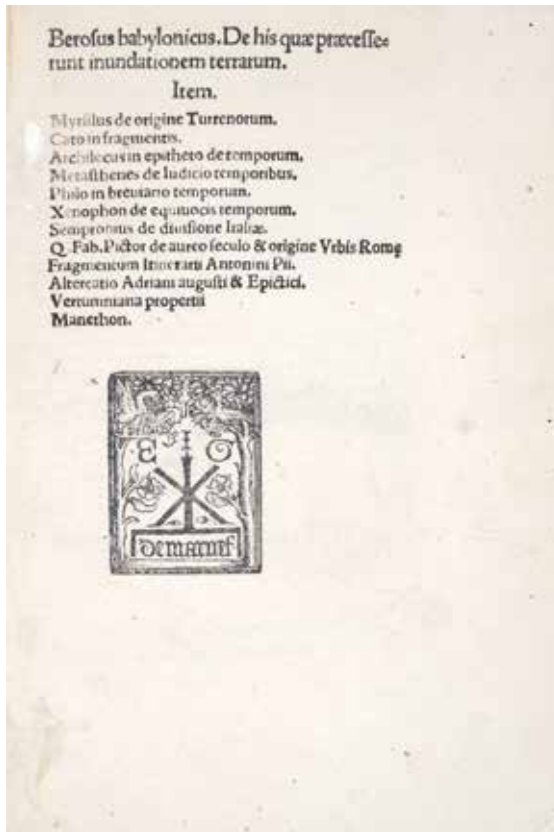 Berosus babylonicus. De his quæ præcesse-
runt inundationem terrarum.
Item.
Myrsilus de origine Turrenorum.
Cato in fragmentis.
Archilocus in epitheto de temporum.
Metasthenes de Iudicio temporibus.
Philo in breuiario temporum.
Xenophon de equiuocis temporum.
Sempronius de diuisione Italiæ.
Q. Fab. Pictor de aureo seculo & origine Vrbis Romę
Fragmentum Itinerarii Antonini Pii.
Altercatio Adriani augusti & Epictici.
Vertumniana propertii
Manethon.
E G
demarnef